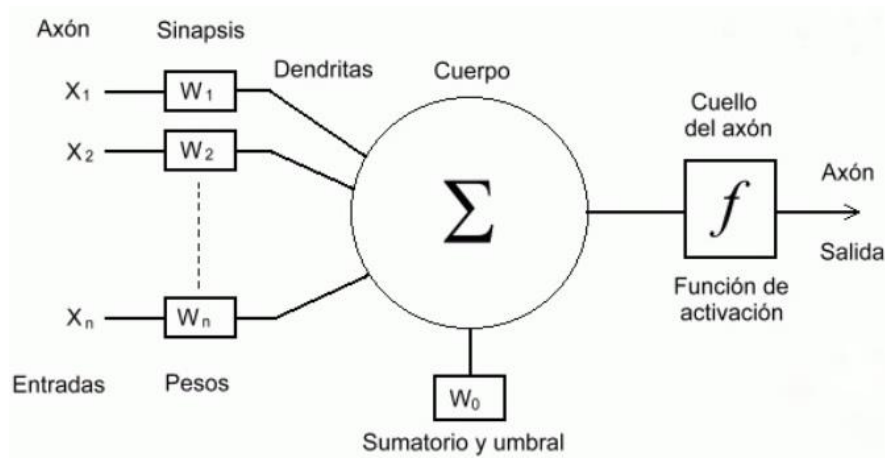 Axón
Sinapsis
Dendritas
Cuerpo
X1
W1
X2
W2
Σ
Cuello
del axón
f
Axón
Salida
Función de
activación
Xn
Wn
Entradas
Pesos
W0
Sumatorio y umbral